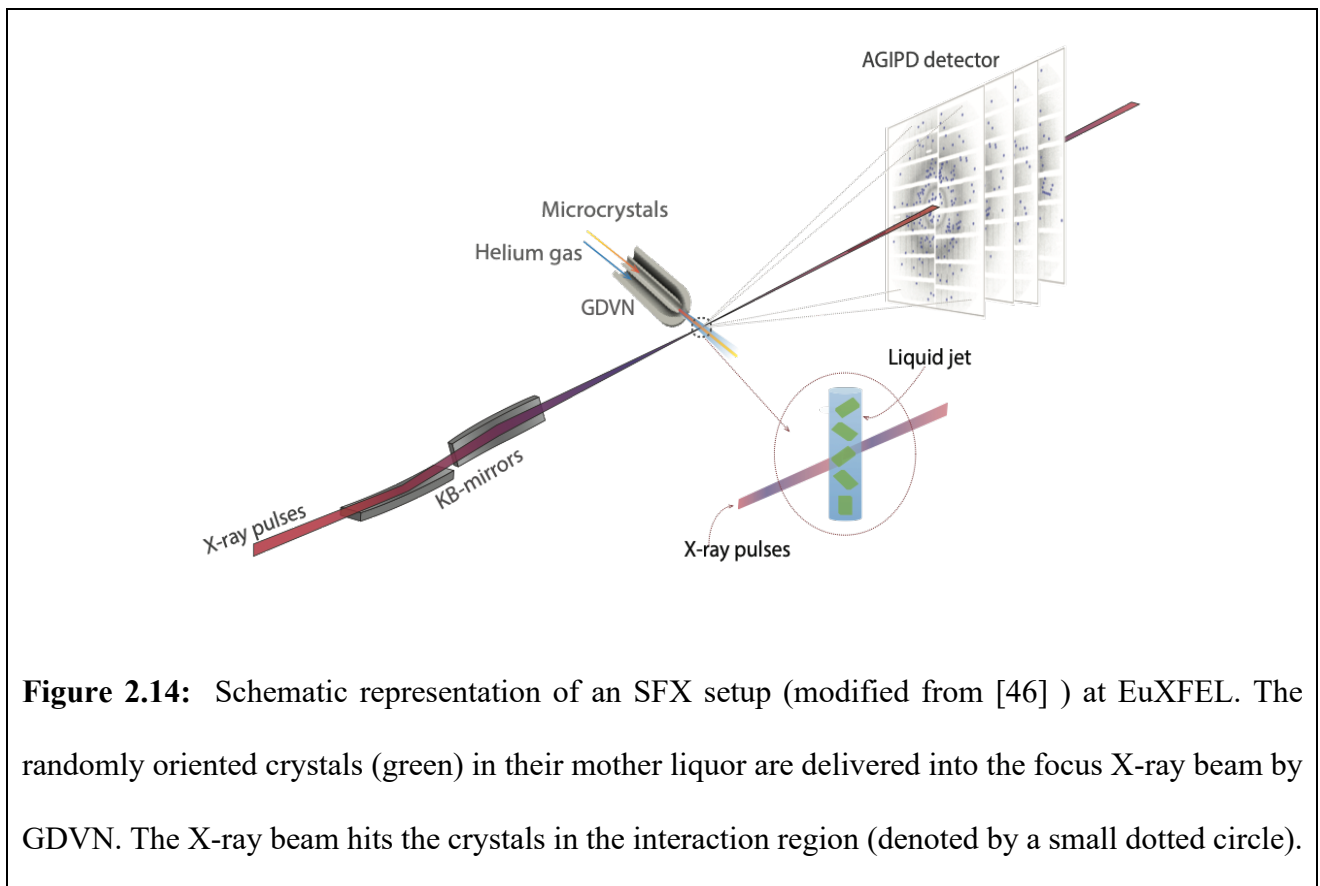 AGIPD detector
Microcrystals
Helium gas
GDVN
Liquid jet
KB-mirrors
X-ray pulses
X-ray pulses
Figure 2.14: Schematic representation of an SFX setup (modified from [46] ) at EuXFEL. The
randomly oriented crystals (green) in their mother liquor are delivered into the focus X-ray beam by
GDVN. The X-ray beam hits the crystals in the interaction region (denoted by a small dotted circle).